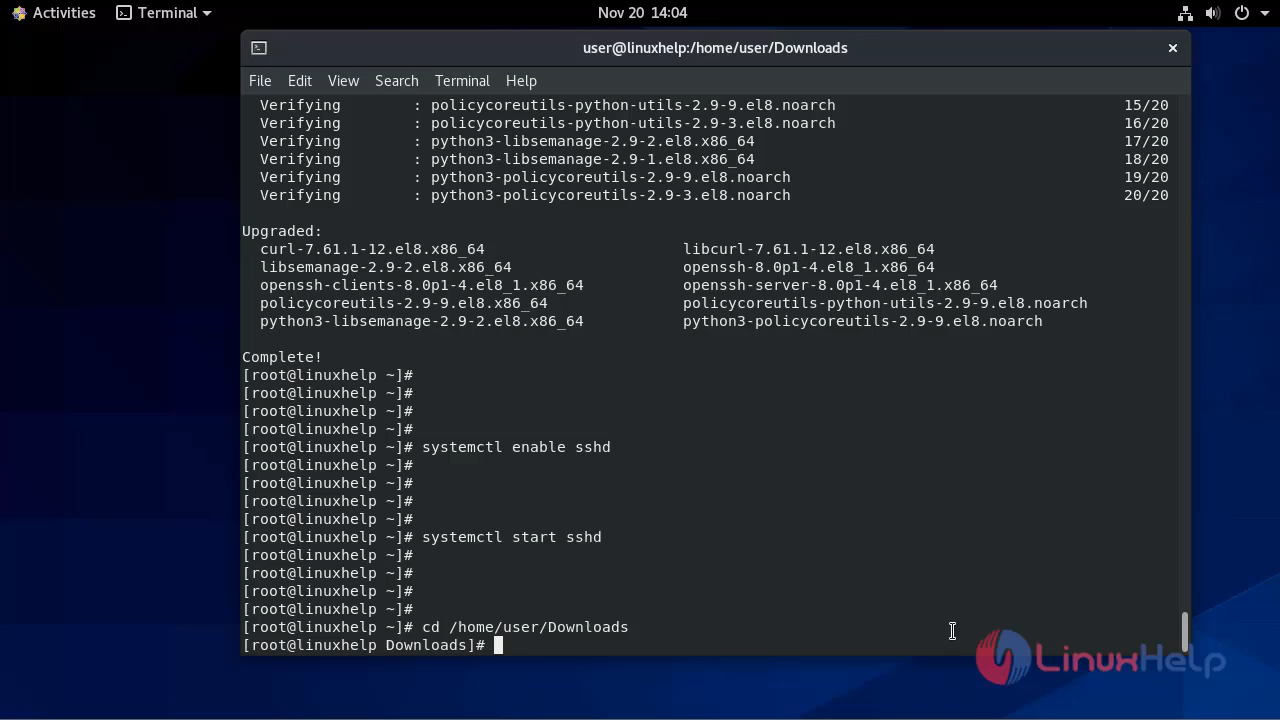 Activities Terminal Nov 20 14:04
user@linuxhelp:/home/user/Downloads ×
File Edit View Search Terminal Help
Verifying : policycoreutils-python-utils-2.9-9.el8.noarch 15/20
Verifying : policycoreutils-python-utils-2.9-3.el8.noarch 16/20
Verifying : python3-libsemanage-2.9-2.el8.x86_64 17/20
Verifying : python3-libsemanage-2.9-1.el8.x86_64 18/20
Verifying : python3-policycoreutils-2.9-9.el8.noarch 19/20
Verifying : python3-policycoreutils-2.9-3.el8.noarch 20/20
Upgraded:
curl-7.61.1-12.el8.x86_64 libcurl-7.61.1-12.el8.x86_64
libsemanage-2.9-2.el8.x86_64 openssh-8.0p1-4.el8_1.x86_64
openssh-clients-8.0p1-4.el8_1.x86_64 openssh-server-8.0p1-4.el8_1.x86_64
policycoreutils-2.9-9.el8.x86_64 policycoreutils-python-utils-2.9-9.el8.noarch
python3-libsemanage-2.9-2.el8.x86_64 python3-policycoreutils-2.9-9.el8.noarch
Complete!
[root@linuxhelp ~]#
[root@linuxhelp ~]#
[root@linuxhelp ~]#
[root@linuxhelp ~]#
[root@linuxhelp ~]# systemctl enable sshd
[root@linuxhelp ~]#
[root@linuxhelp ~]#
[root@linuxhelp ~]#
[root@linuxhelp ~]#
[root@linuxhelp ~]# systemctl start sshd
[root@linuxhelp ~]#
[root@linuxhelp ~]#
[root@linuxhelp ~]#
[root@linuxhelp ~]#
[root@linuxhelp ~]# cd /home/user/Downloads
[root@linuxhelp Downloads]#
LinuxHelp